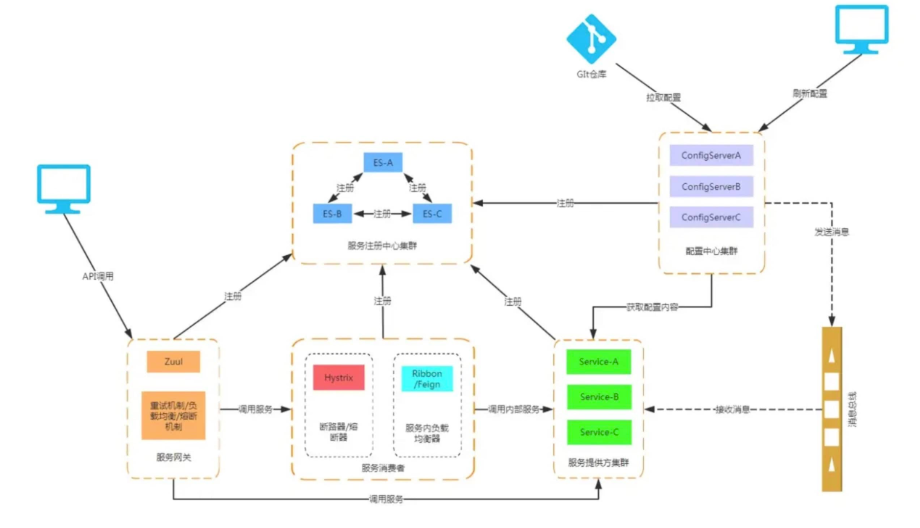 GIt仓库
拉取配置
刷新配置
ConfigServerA
ConfigServerB
ConfigServerC
配置中心集群
ES-A
注册
注册
ES-B
注册
ES-C
服务注册中心集群
注册
发送消息
API调用
注册
注册
注册
获取配置内容
Zuul
重试机制/负
载均衡/熔断
机制
服务网关
调用服务
Hystrix
断路器/熔
断器
Ribbon
/Feign
服务内负载
均衡器
服务消费者
调用内部服务
Service-A
Service-B
Service-C
服务提供方集群
接收消息
消息总线
调用服务